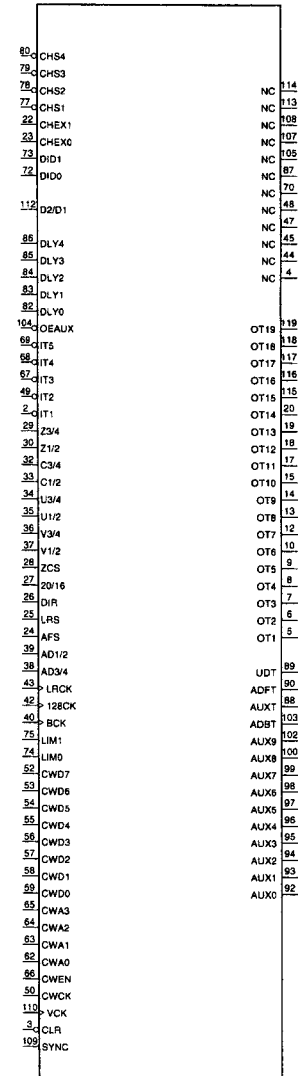 80 CHS4
79 CHS3
78 CHS2
77 CHS1
22 CHEX1
23 CHEX0
73 DID1
72 DID0
112 D2/D1
86 DLY4
85 DLY3
84 DLY2
83 DLY1
82 DLY0
104 OEAUX
69 IT5
68 IT4
67 IT3
49 IT2
2 IT1
29 Z3/4
30 Z1/2
32 C3/4
33 C1/2
34 U3/4
35 U1/2
36 V3/4
37 V1/2
28 ZCS
27 20/16
26 DIR
25 LRS
24 AFS
39 AD1/2
38 AD3/4
43 LRCK
42 128CK
40 BCK
75 LIM1
74 LIM0
52 CWD7
53 CWD6
54 CWD5
55 CWD4
56 CWD3
57 CWD2
58 CWD1
59 CWD0
65 CWA3
64 CWA2
63 CWA1
62 CWA0
66 CWEN
50 CWCK
110 VCK
3 CLR
109 SYNC
NC 114
NC 113
NC 108
NC 107
NC 105
NC 87
NC 70
NC 48
NC 47
NC 45
NC 44
NC 4
OT19 119
OT18 118
OT17 117
OT16 116
OT15 115
OT14 20
OT13 19
OT12 18
OT11 17
OT10 15
OT9 14
OT8 13
OT7 12
OT6 10
OT5 9
OT4 8
OT3 7
OT2 6
OT1 5
UDT 89
ADFT 90
AUXT 88
ADBT 103
AUX9 102
AUX8 100
AUX7 99
AUX6 98
AUX5 97
AUX4 96
AUX3 95
AUX2 94
AUX1 93
AUX0 92